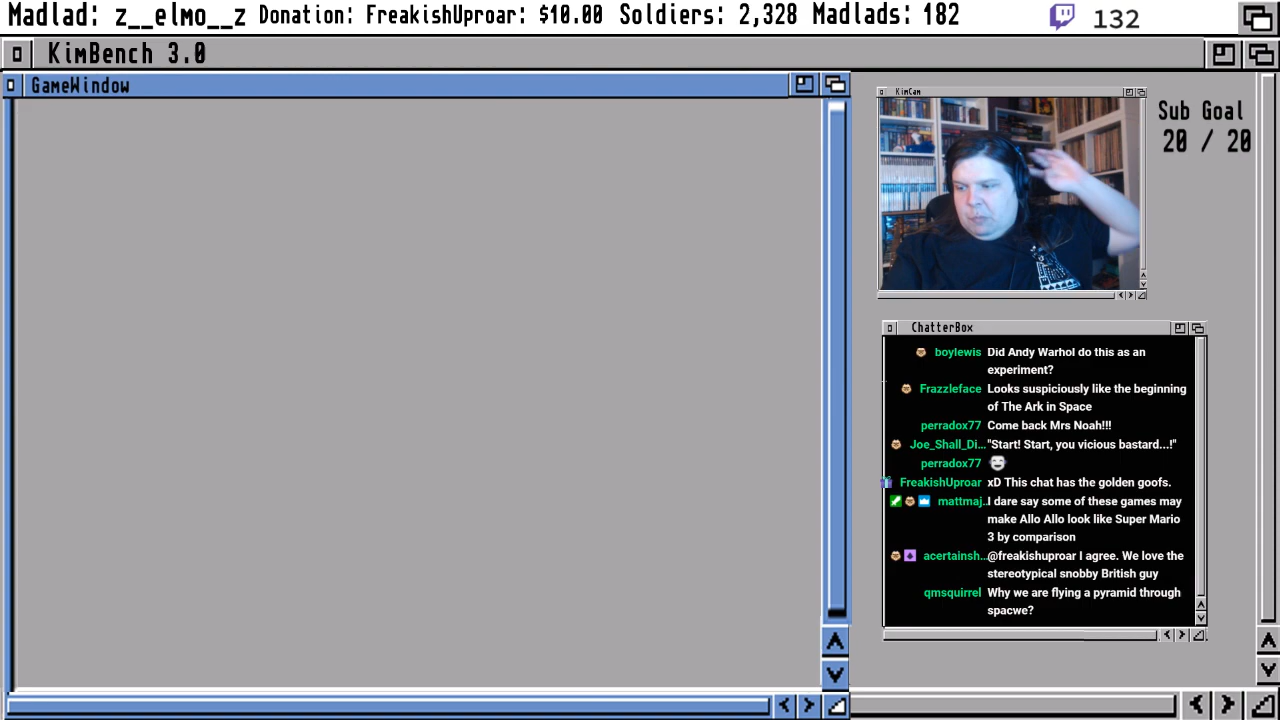 Madlad: z__elmo__z Donation: FreakishUproar: $10.00 Soldiers: 2,328 Madlads: 182 132
KimBench 3.0
GameWindow
KimCam
Sub Goal
20 / 20
ChatterBox
boylewis Did Andy Warhol do this as an
experiment?
Frazzleface Looks suspiciously like the beginning
of The Ark in Space
perradox77 Come back Mrs Noah!!!
Joe_Shall_Di... "Start! Start, you vicious bastard...!"
perradox77
FreakishUproar xD This chat has the golden goofs.
mattmaj.. I dare say some of these games may
make Allo Allo look like Super Mario
3 by comparison
acertainsh... @freakishuproar I agree. We love the
stereotypical snobby British guy
qmsquirrel Why we are flying a pyramid through
spacwe?